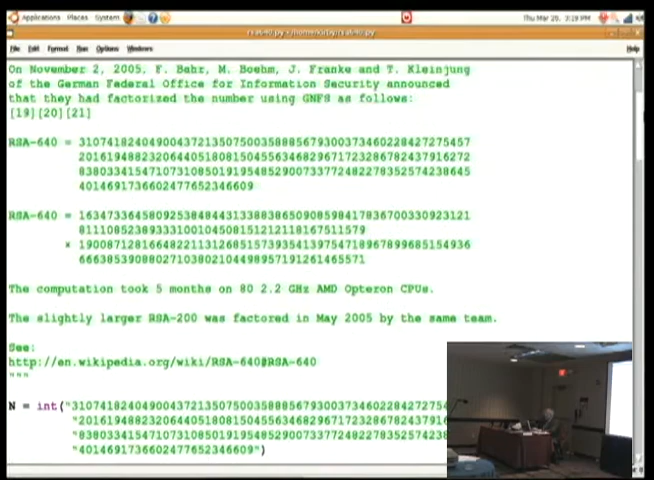 Applications Places System
Thu Mar 26, 3:29 PM
rsa640.py
File Edit Format Run Options Windows
Help
On November 2, 2005, F. Bahr, M. Boehm, J. Franke and T. Kleinjung
of the German Federal Office for Information Security announced
that they had factorized the number using GNFS as follows:
[19][20][21]
RSA-640 = 31074182404900437213507500358885679300373460228427275457
20161948823206440518081504556346829671723286782437916272
83803341547107310850191954852900733772482278352574238645
4014691736602477652346609
RSA-640 = 16347336458092538484431338838650908598417836700330923121
81110852389333100104508151212118167511579
× 19008712816648221131268515739354139754718967899685154936
66638539088027103802104498957191261465571
The computation took 5 months on 80 2.2 GHz AMD Opteron CPUs.
The slightly larger RSA-200 was factored in May 2005 by the same team.
See:
http://en.wikipedia.org/wiki/RSA-640#RSA-640
"""
N = int("31074182404900437213507500358885679300373460228427275
"20161948823206440518081504556346829671723286782437
"83803341547107310850191954852900733772482278352574238
"4014691736602477652346609")